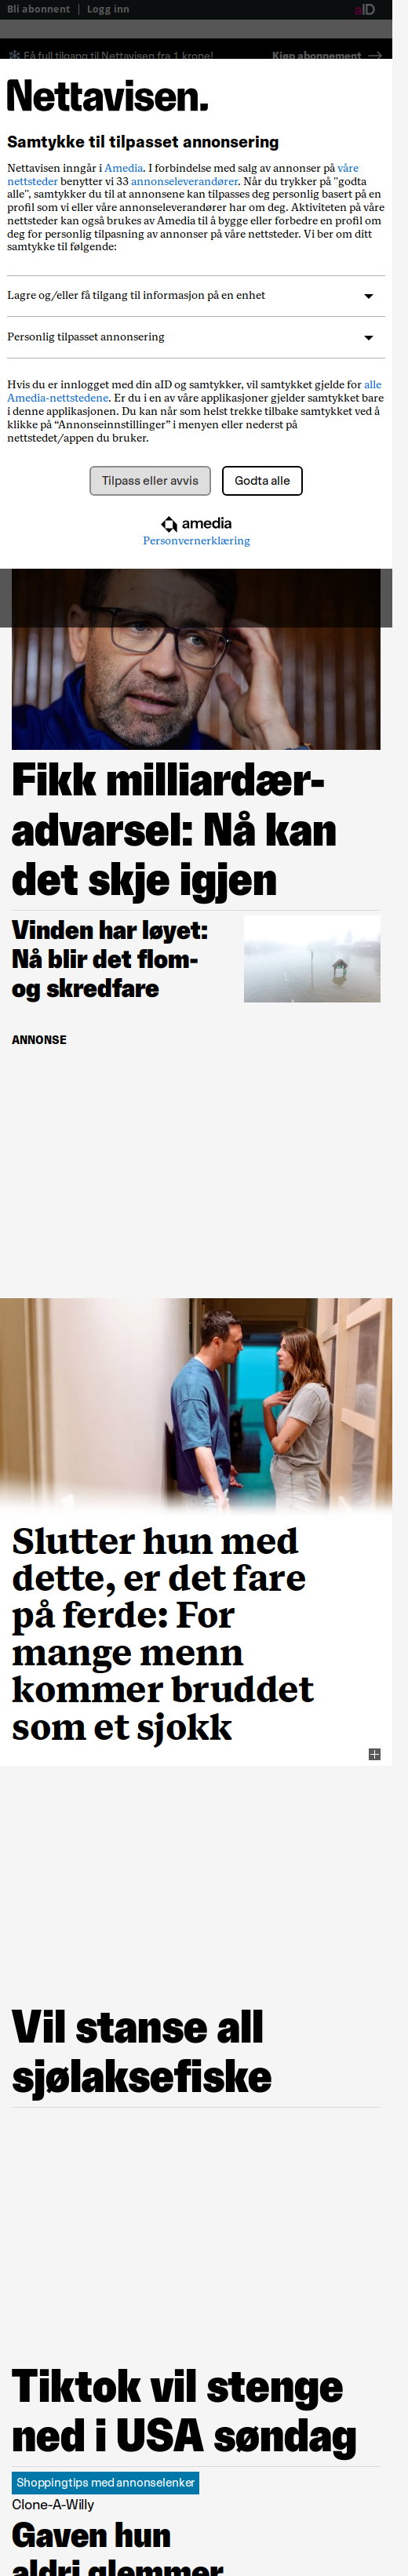 Bli abonnent | Logg inn
aID
Få full tilgang til Nettavisen fra 1 krone!
Kjøp abonnement →
Nettavisen.
Samtykke til tilpasset annonsering
Nettavisen inngår i Amedia. I forbindelse med salg av annonser på våre
nettsteder benytter vi 33 annonseleverandører. Når du trykker på "godta
alle", samtykker du til at annonsene kan tilpasses deg personlig basert på en
profil som vi eller våre annonseleverandører har om deg. Aktiviteten på våre
nettsteder kan også brukes av Amedia til å bygge eller forbedre en profil om
deg for personlig tilpasning av annonser på våre nettsteder. Vi ber om ditt
samtykke til følgende:
Lagre og/eller få tilgang til informasjon på en enhet
Personlig tilpasset annonsering
Hvis du er innlogget med din aID og samtykker, vil samtykket gjelde for alle
Amedia-nettstedene. Er du i en av våre applikasjoner gjelder samtykket bare
i denne applikasjonen. Du kan når som helst trekke tilbake samtykket ved å
klikke på “Annonseinnstillinger” i menyen eller nederst på
nettstedet/appen du bruker.
Tilpass eller avvis
Godta alle
amedia
Personvernerklæring
Fikk milliardær-
advarsel: Nå kan
det skje igjen
Vinden har løyet:
Nå blir det flom-
og skredfare
ANNONSE
Slutter hun med
dette, er det fare
på ferde: For
mange menn
kommer bruddet
som et sjokk
Vil stanse all
sjølaksefiske
Tiktok vil stenge
ned i USA søndag
Shoppingtips med annonselenker
Clone-A-Willy
Gaven hun
aldri glemmer